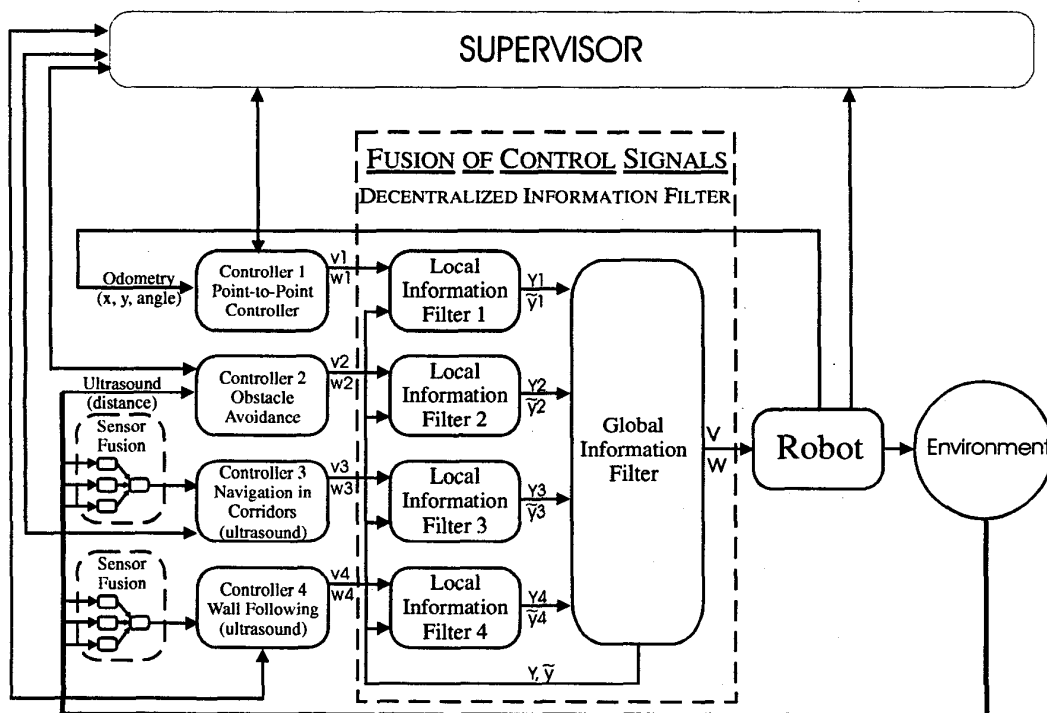 SUPERVISOR
FUSION OF CONTROL SIGNALS
DECENTRALIZED INFORMATION FILTER
Odometry
(x, y, angle)
Controller 1
Point-to-Point
Controller
v1
w1
Local
Information
Filter 1
Y1
ỹ1
Ultrasound
(distance)
Controller 2
Obstacle
Avoidance
v2
w2
Local
Information
Filter 2
Y2
ỹ2
Sensor
Fusion
Controller 3
Navigation in
Corridors
(ultrasound)
v3
w3
Local
Information
Filter 3
Y3
ỹ3
Sensor
Fusion
Controller 4
Wall Following
(ultrasound)
v4
w4
Local
Information
Filter 4
Y4
ỹ4
Global
Information
Filter
Y, ỹ
V
W
Robot
Environment